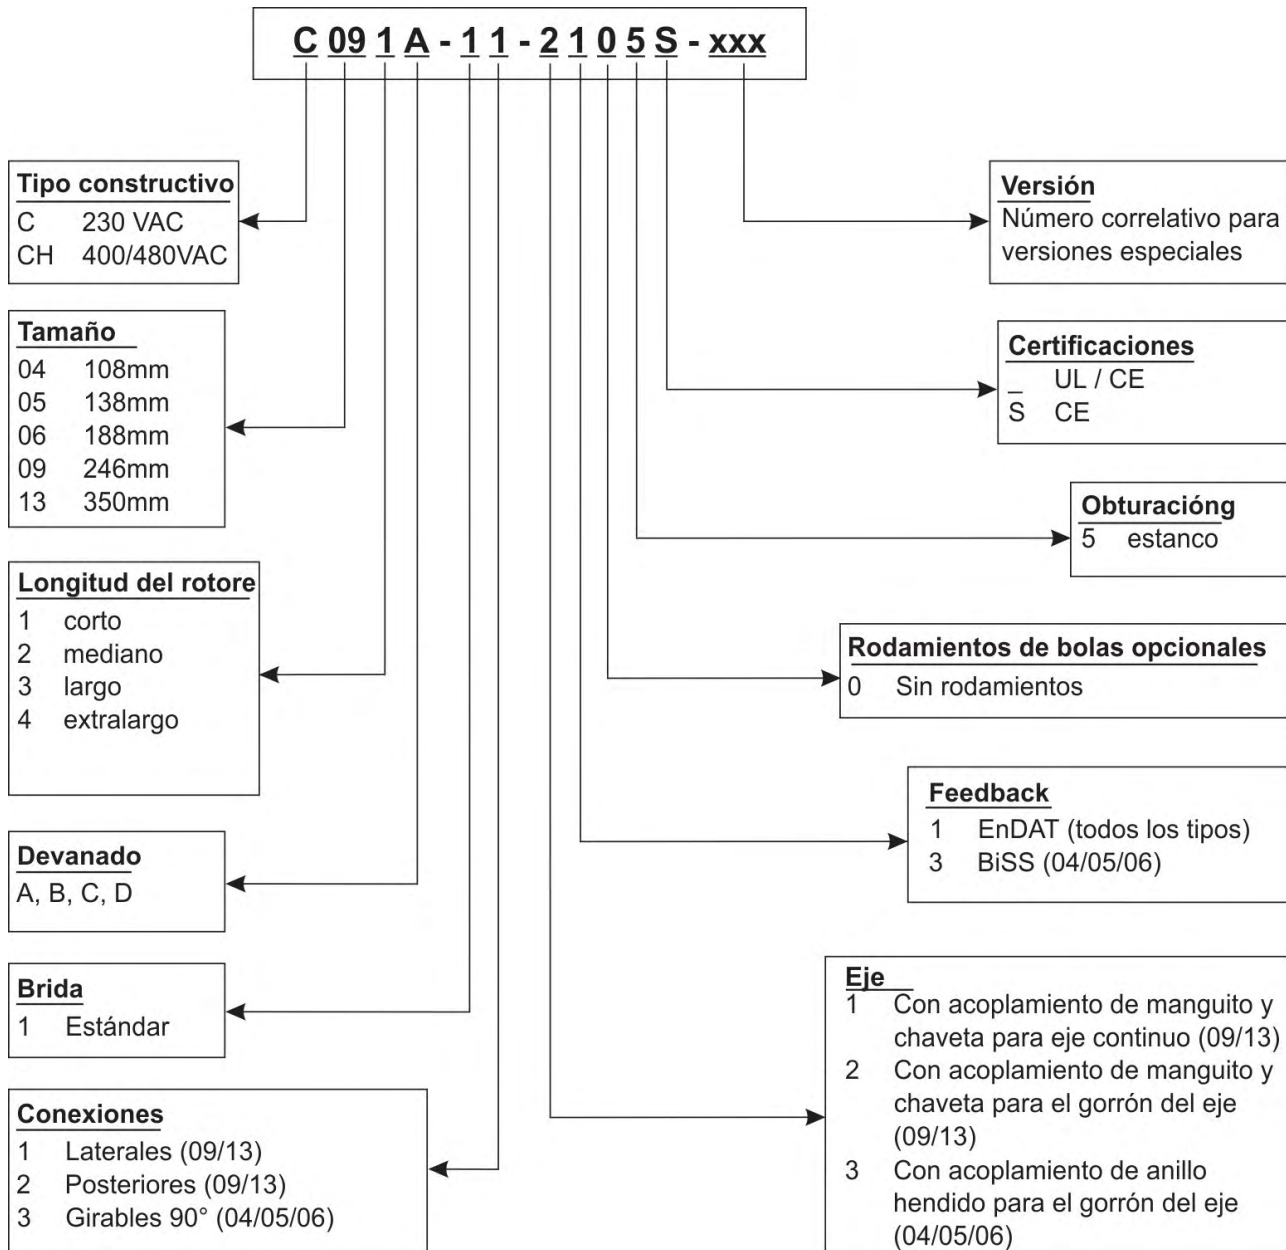 C 09 1 A - 1 1 - 2 1 0 5 S - xxx
Tipo constructivo
C 230 VAC
CH 400/480VAC
Tamaño
04 108mm
05 138mm
06 188mm
09 246mm
13 350mm
Longitud del rotore
1 corto
2 mediano
3 largo
4 extralargo
Devanado
A, B, C, D
Brida
1 Estándar
Conexiones
1 Laterales (09/13)
2 Posteriores (09/13)
3 Girables 90° (04/05/06)
Versión
Número correlativo para
versiones especiales
Certificaciones
_ UL / CE
S CE
Obturacióng
5 estanco
Rodamientos de bolas opcionales
0 Sin rodamientos
Feedback
1 EnDAT (todos los tipos)
3 BiSS (04/05/06)
Eje
1 Con acoplamiento de manguito y
chaveta para eje continuo (09/13)
2 Con acoplamiento de manguito y
chaveta para el gorrón del eje
(09/13)
3 Con acoplamiento de anillo
hendido para el gorrón del eje
(04/05/06)